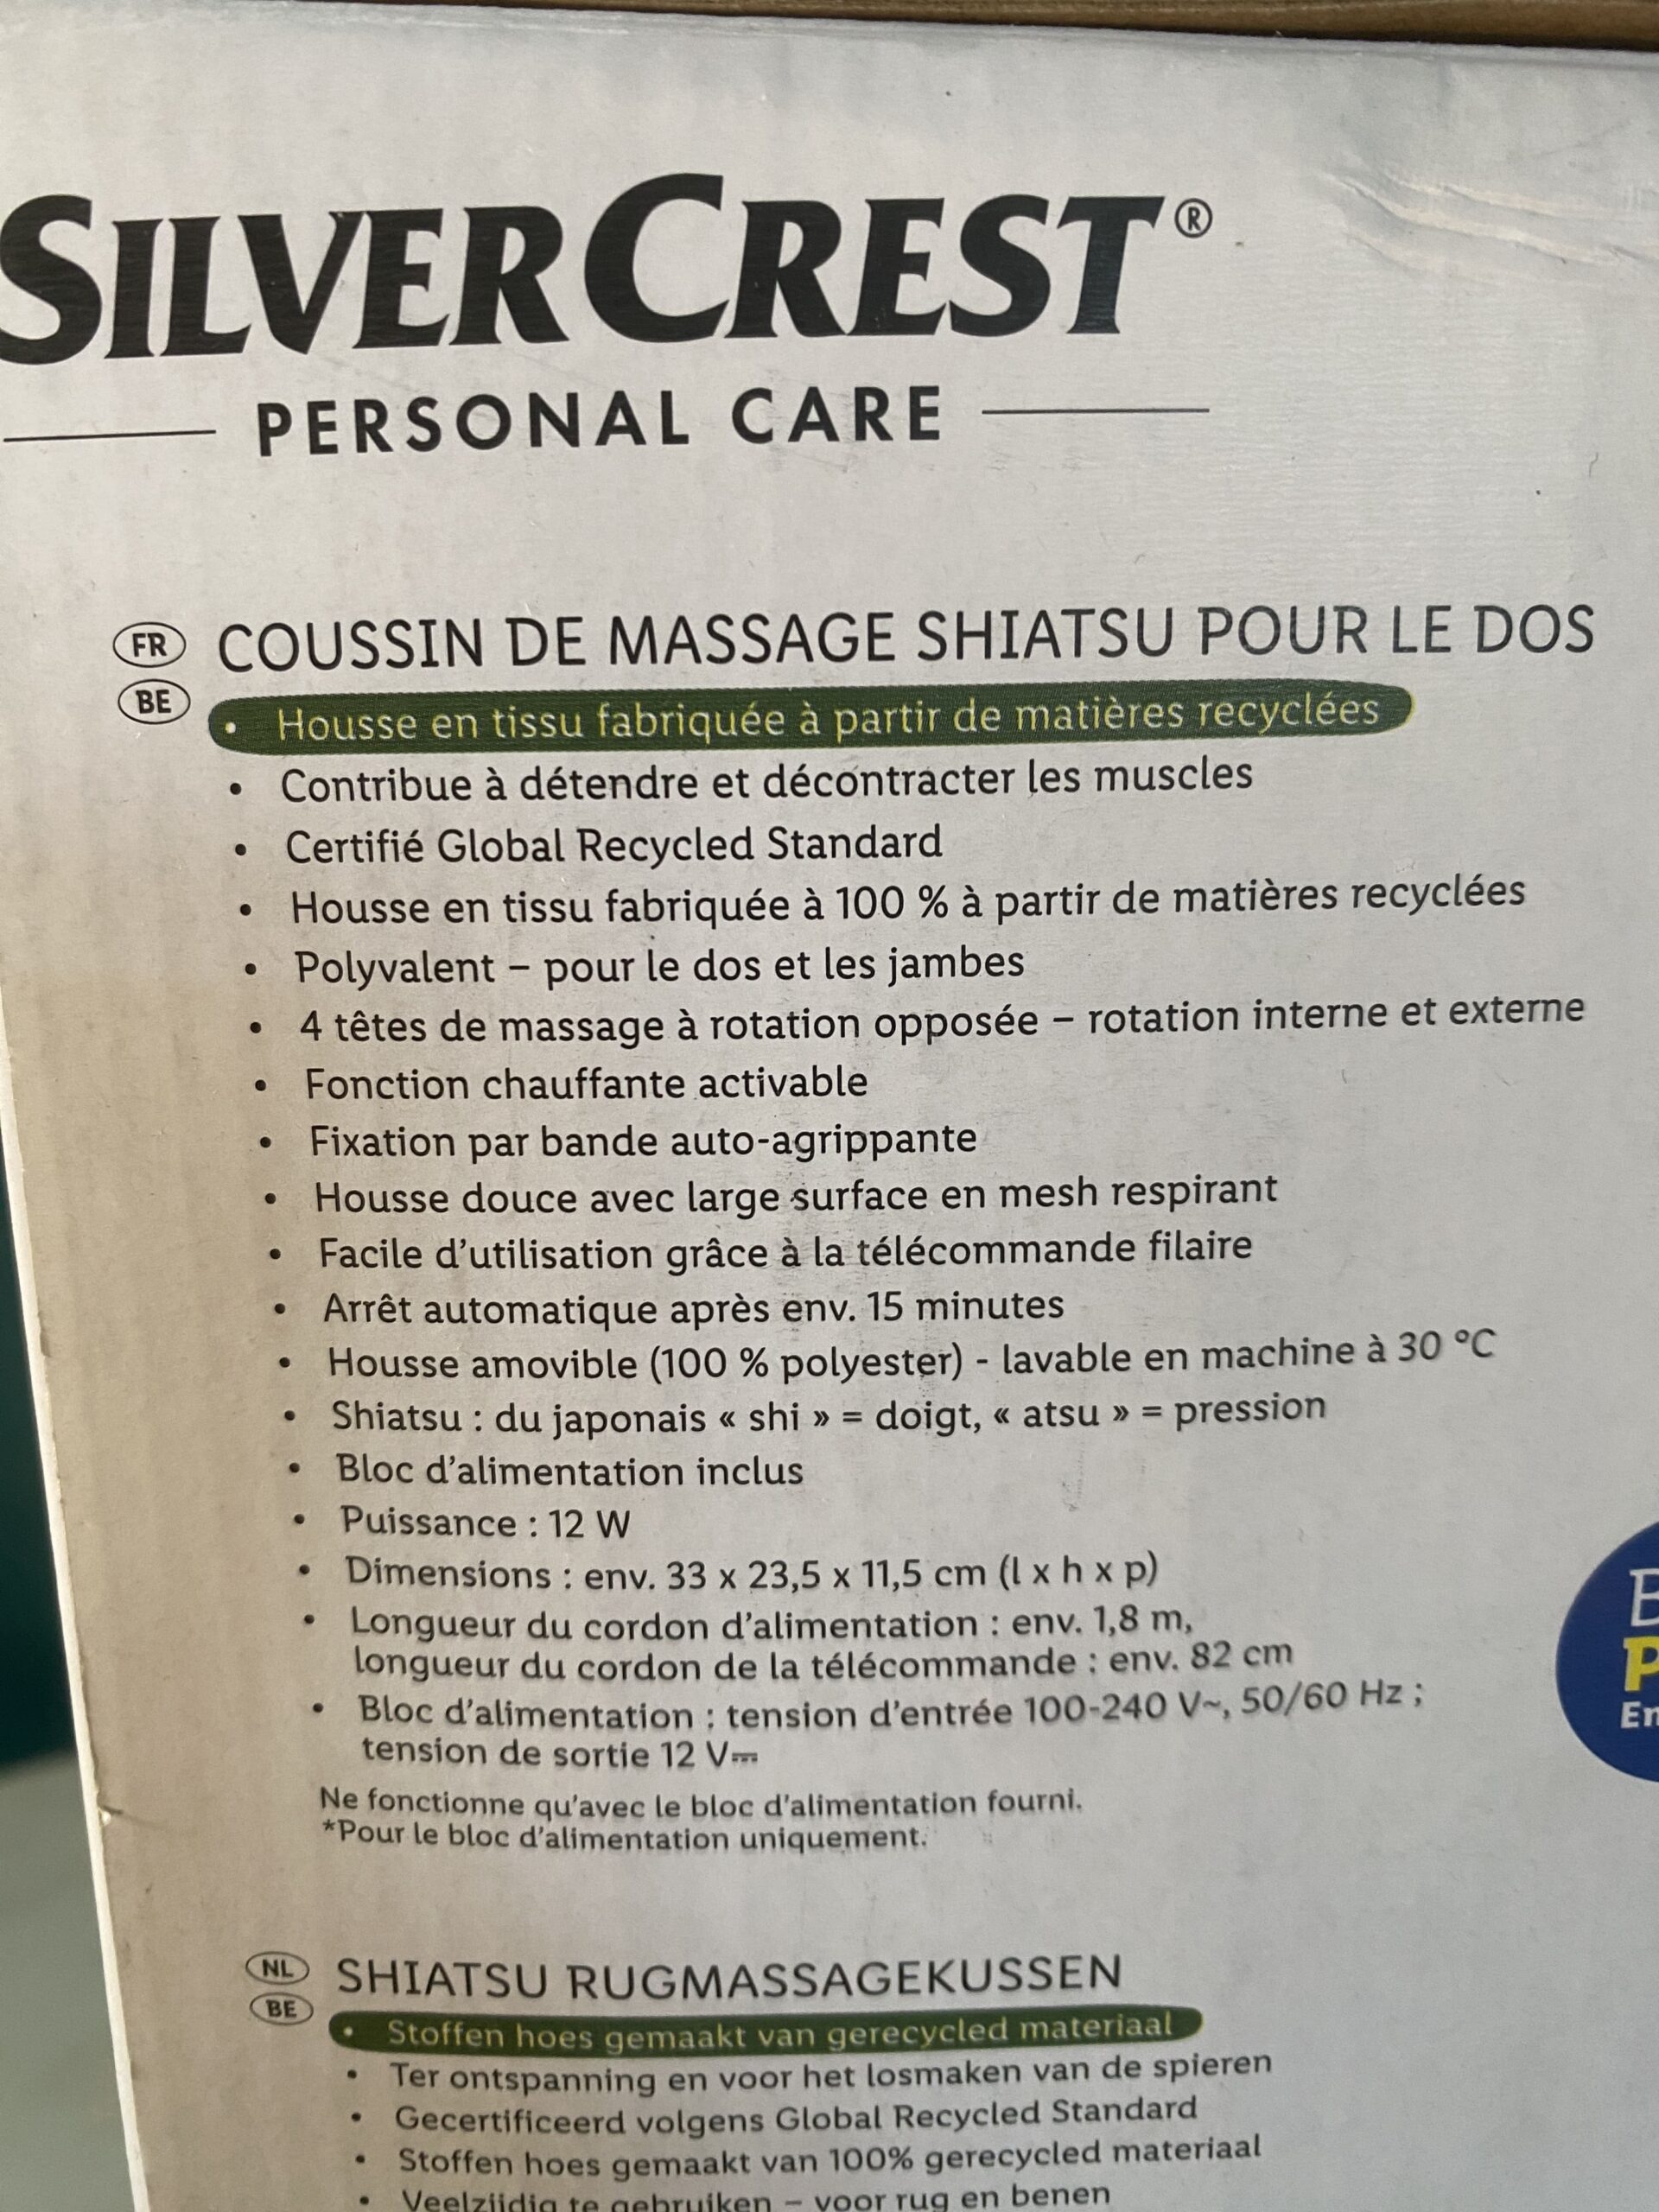 SILVERCREST®
PERSONAL CARE
FR COUSSIN DE MASSAGE SHIATSU POUR LE DOS
BE
• Housse en tissu fabriquée à partir de matières recyclées
• Contribue à détendre et décontracter les muscles
• Certifié Global Recycled Standard
• Housse en tissu fabriquée à 100 % à partir de matières recyclées
• Polyvalent – pour le dos et les jambes
• 4 têtes de massage à rotation opposée – rotation interne et externe
• Fonction chauffante activable
• Fixation par bande auto-agrippante
• Housse douce avec large surface en mesh respirant
• Facile d'utilisation grâce à la télécommande filaire
• Arrêt automatique après env. 15 minutes
• Housse amovible (100 % polyester) - lavable en machine à 30 °C
• Shiatsu : du japonais « shi » = doigt, « atsu » = pression
• Bloc d'alimentation inclus
• Puissance : 12 W
• Dimensions : env. 33 x 23,5 x 11,5 cm (l x h x p)
• Longueur du cordon d'alimentation : env. 1,8 m,
longueur du cordon de la télécommande : env. 82 cm
• Bloc d'alimentation : tension d'entrée 100-240 V~, 50/60 Hz ;
tension de sortie 12 V⎓
Ne fonctionne qu'avec le bloc d'alimentation fourni.
*Pour le bloc d'alimentation uniquement.
NL SHIATSU RUGMASSAGEKUSSEN
BE
• Stoffen hoes gemaakt van gerecycled materiaal
• Ter ontspanning en voor het losmaken van de spieren
• Gecertificeerd volgens Global Recycled Standard
• Stoffen hoes gemaakt van 100% gerecycled materiaal
• Veelzijdig te gebruiken – voor rug en benen